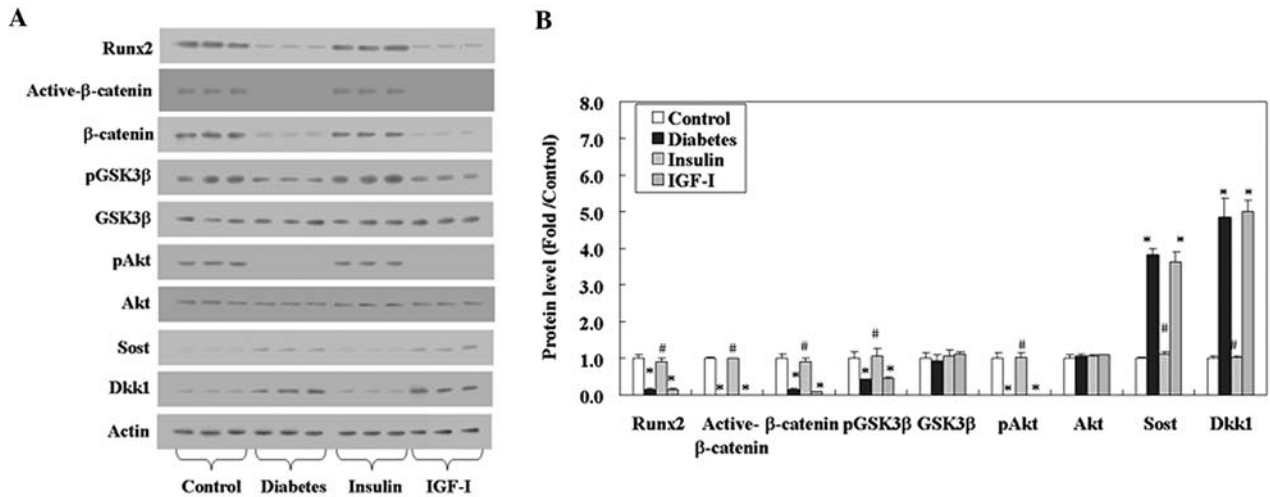 A
Runx2
Active-β-catenin
β-catenin
pGSK3β
GSK3β
pAkt
Akt
Sost
Dkk1
Actin
Control Diabetes Insulin IGF-I
B
Protein level (Fold /Control)
8.0
7.0
6.0
5.0
4.0
3.0
2.0
1.0
0.0
Control
Diabetes
Insulin
IGF-I
* *
* *
# #
# # # # #
* * * * * * * *
* *
Runx2 Active- β-catenin pGSK3β GSK3β pAkt Akt Sost Dkk1
β-catenin